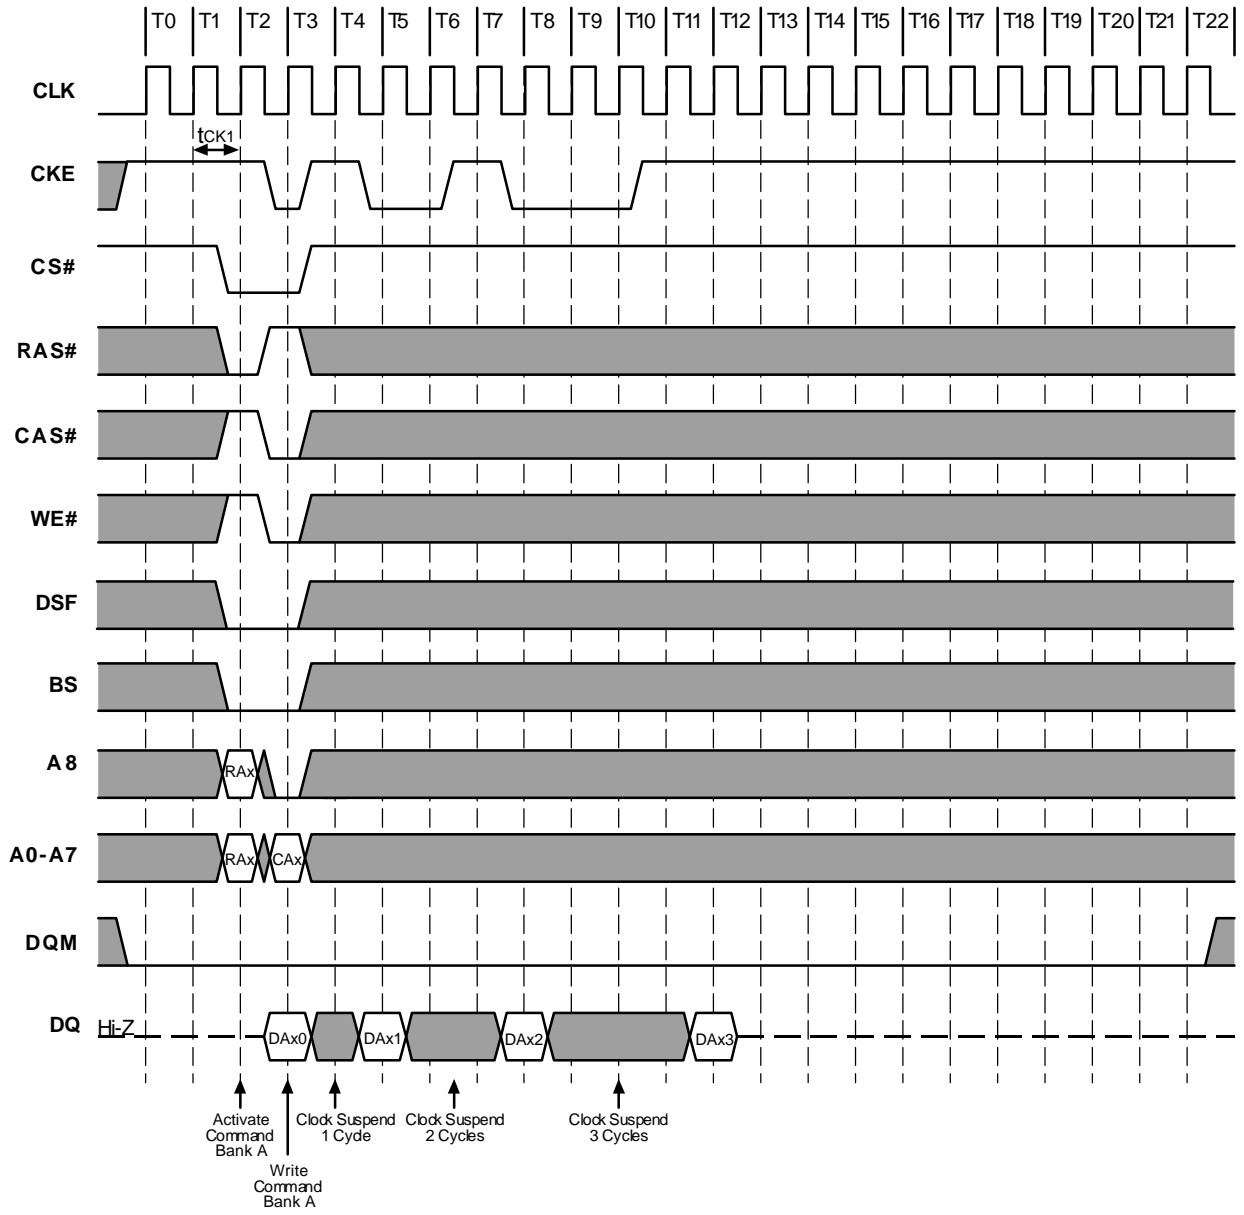 T0 T1 T2 T3 T4 T5 T6 T7 T8 T9 T10 T11 T12 T13 T14 T15 T16 T17 T18 T19 T20 T21 T22
CLK
tCK1
CKE
CS#
RAS#
CAS#
WE#
DSF
BS
A8
RAx
A0-A7
RAx CAx
DQM
DQ Hi-Z DAx0 DAx1 DAx2 DAx3
Activate
Command
Bank A
Write
Command
Bank A
Clock Suspend
1 Cycle
Clock Suspend
2 Cycles
Clock Suspend
3 Cycles